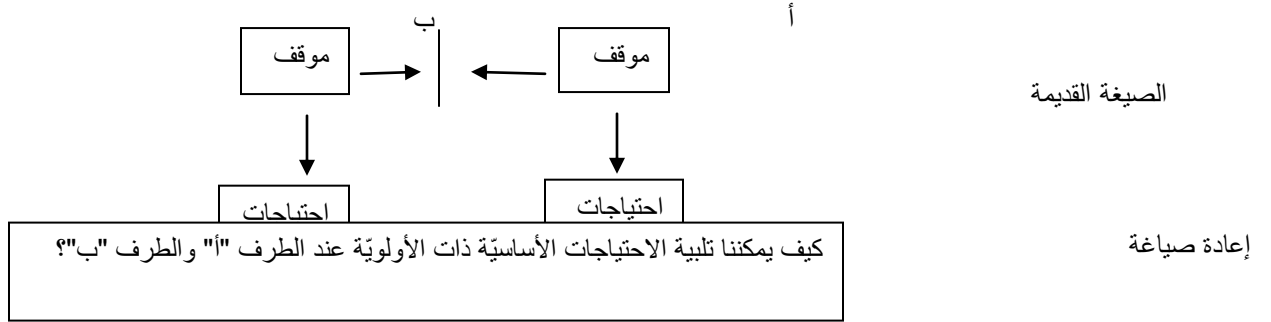 أ
ب
موقف
موقف
الصيغة القديمة
احتياجات
احتياجات
إعادة صياغة
كيف يمكننا تلبية الاحتياجات الأساسيّة ذات الأولويّة عند الطرف "أ" والطرف "ب"؟